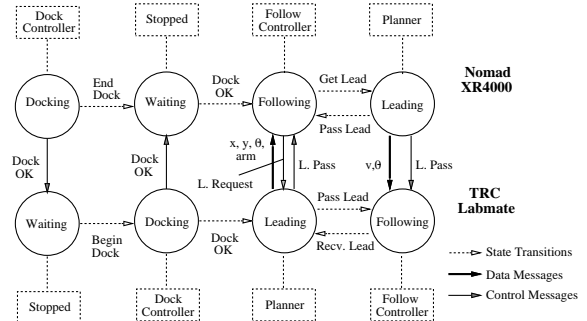 Dock
Controller
Stopped
Follow
Controller
Planner
Nomad
XR4000
Docking
End
Dock
Waiting
Dock
OK
Following
Get Lead
Pass Lead
Leading
Dock
OK
Dock
OK
x, y, θ,
arm
L. Request
L. Pass
v,θ
L. Pass
TRC
Labmate
Waiting
Begin
Dock
Docking
Dock
OK
Leading
Pass Lead
Recv. Lead
Following
State Transitions
Data Messages
Control Messages
Stopped
Dock
Controller
Planner
Follow
Controller